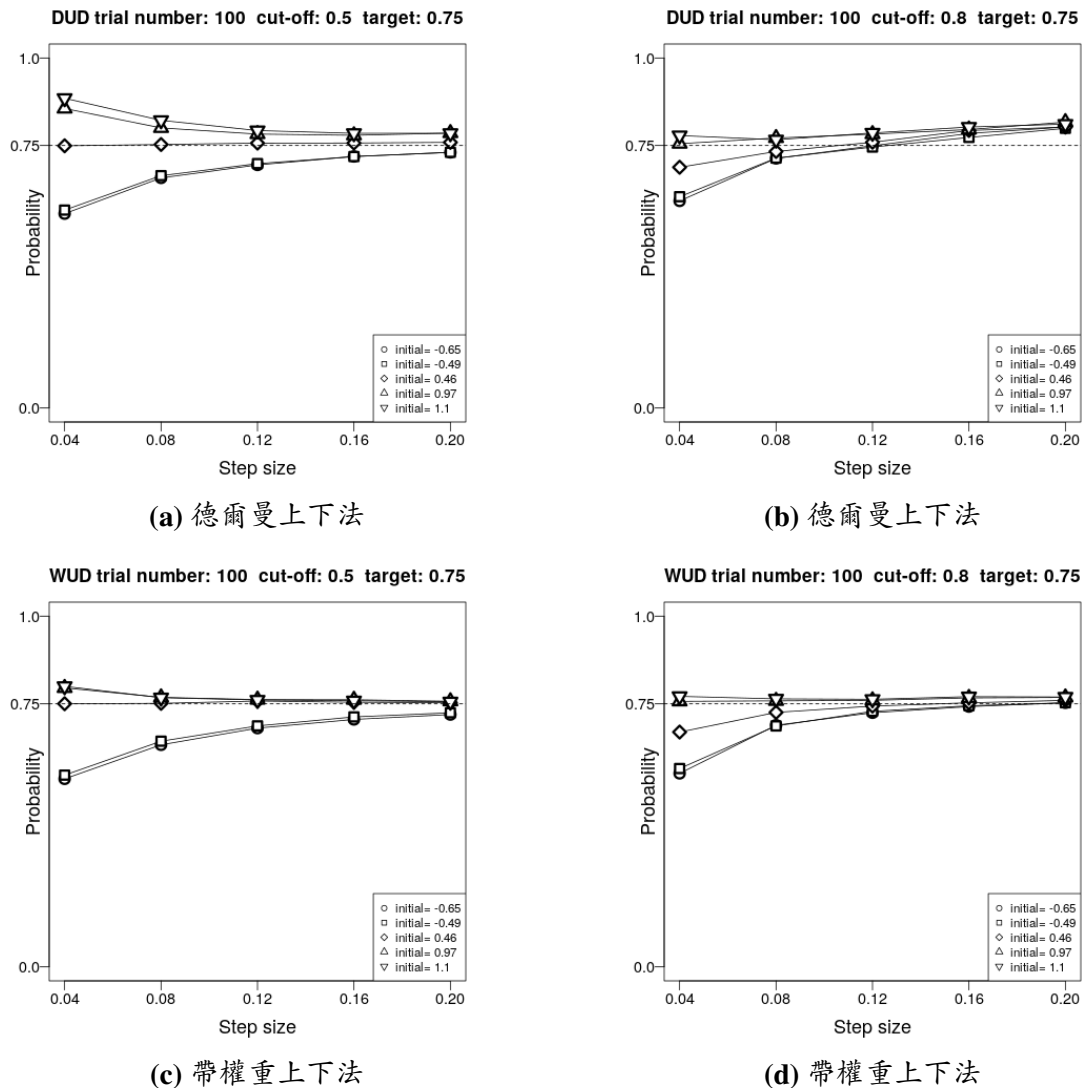 DUD trial number: 100 cut-off: 0.5 target: 0.75
1.0
0.75
0.0
Probability
0.04 0.08 0.12 0.16 0.20
Step size
initial= -0.65
initial= -0.49
initial= 0.46
initial= 0.97
initial= 1.1
(a) 德爾曼上下法
DUD trial number: 100 cut-off: 0.8 target: 0.75
1.0
0.75
0.0
Probability
0.04 0.08 0.12 0.16 0.20
Step size
initial= -0.65
initial= -0.49
initial= 0.46
initial= 0.97
initial= 1.1
(b) 德爾曼上下法
WUD trial number: 100 cut-off: 0.5 target: 0.75
1.0
0.75
0.0
Probability
0.04 0.08 0.12 0.16 0.20
Step size
initial= -0.65
initial= -0.49
initial= 0.46
initial= 0.97
initial= 1.1
(c) 帶權重上下法
WUD trial number: 100 cut-off: 0.8 target: 0.75
1.0
0.75
0.0
Probability
0.04 0.08 0.12 0.16 0.20
Step size
initial= -0.65
initial= -0.49
initial= 0.46
initial= 0.97
initial= 1.1
(d) 帶權重上下法